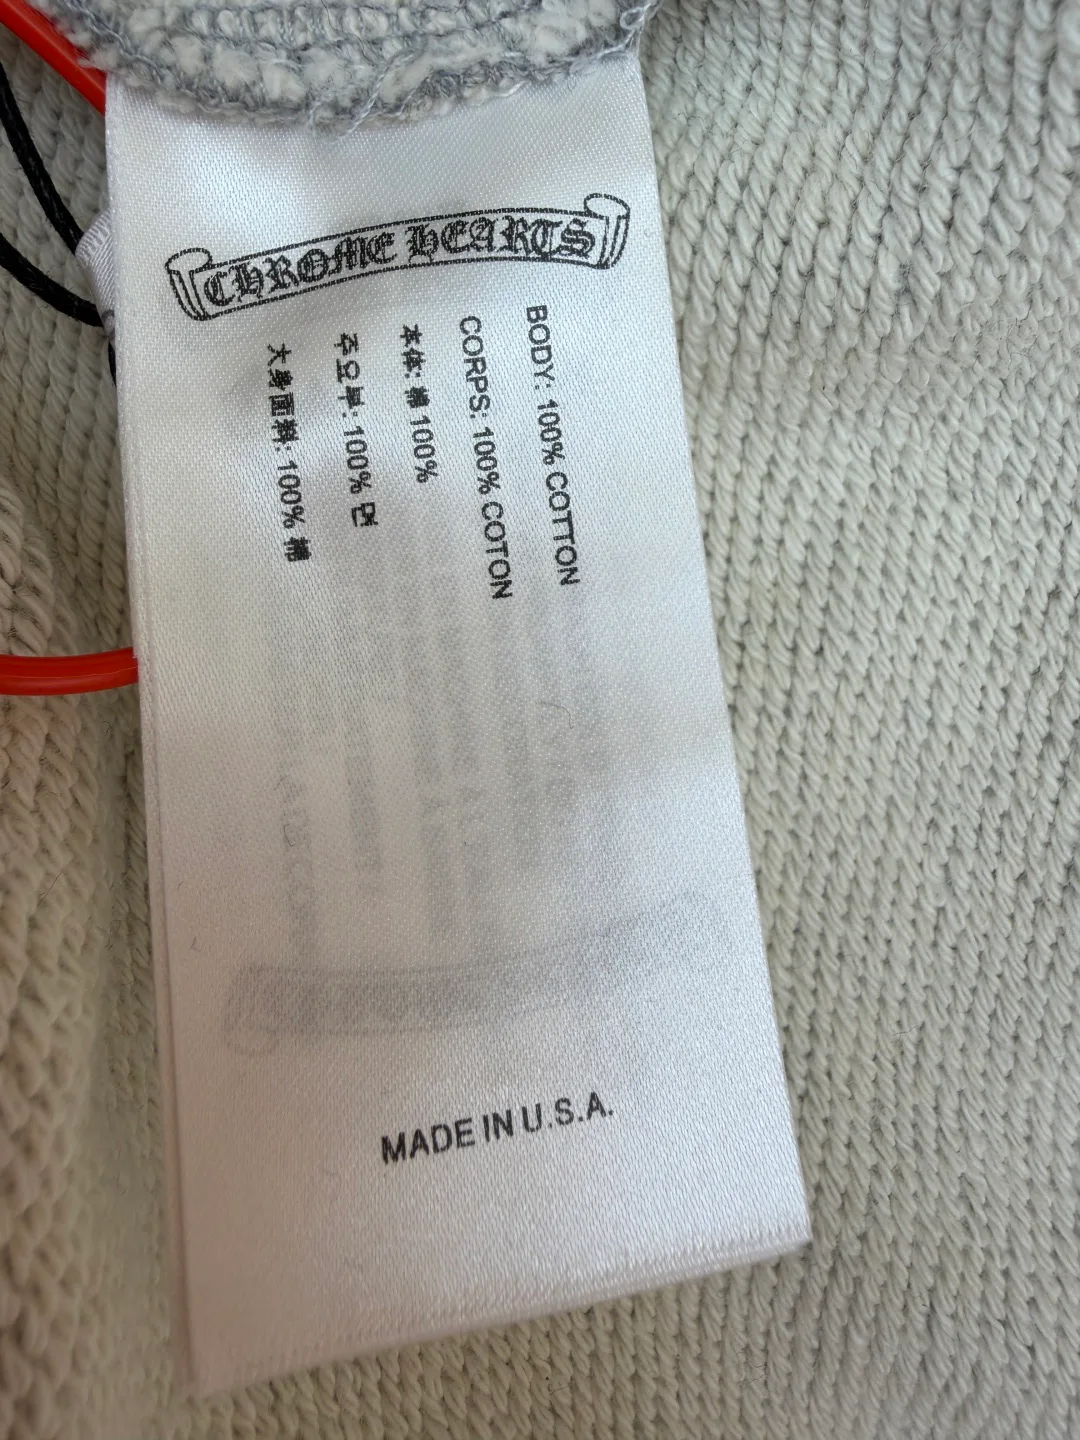 CHROME HEARTS
BODY: 100% COTTON
CORPS: 100% COTON
本体: 棉 100%
주요부: 100% 면
大身面料: 100% 棉
MADE IN U.S.A.